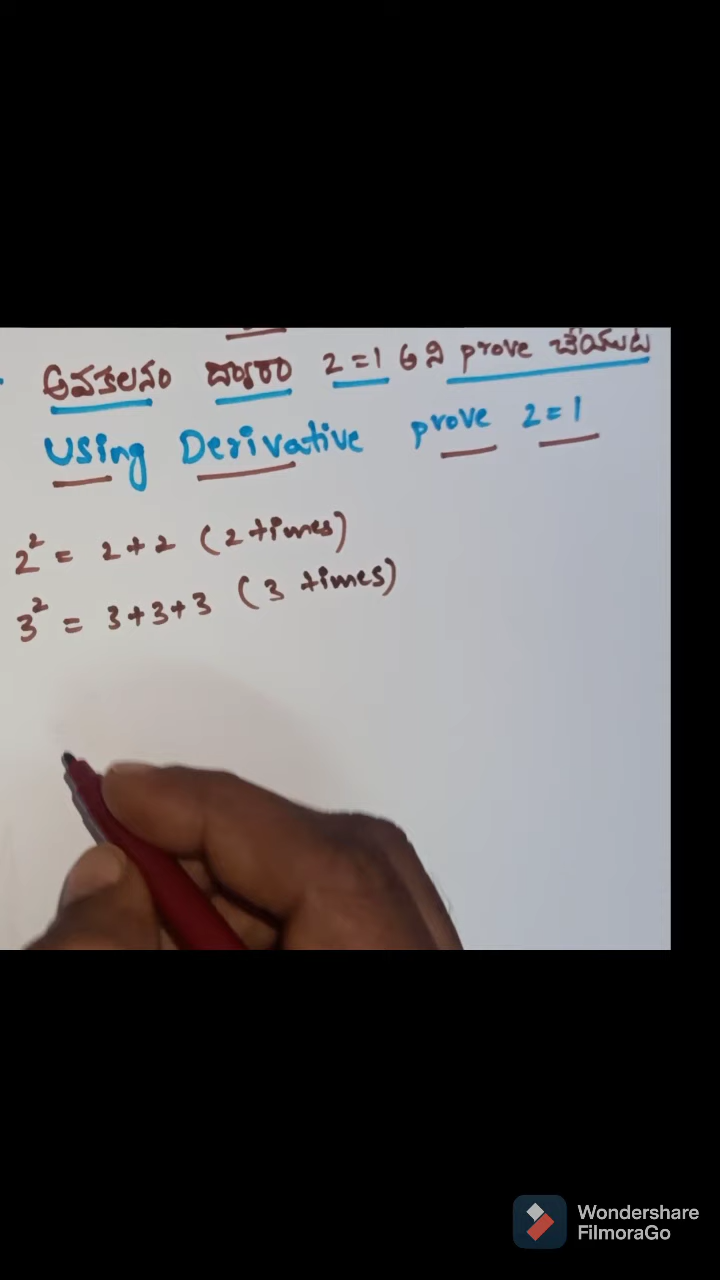 అవకలనం ద్వారా 2=1 అని prove చేయుట
Using Derivative prove 2=1
2² = 2+2 (2 times)
3² = 3+3+3 (3 times)
Wondershare
FilmoraGo